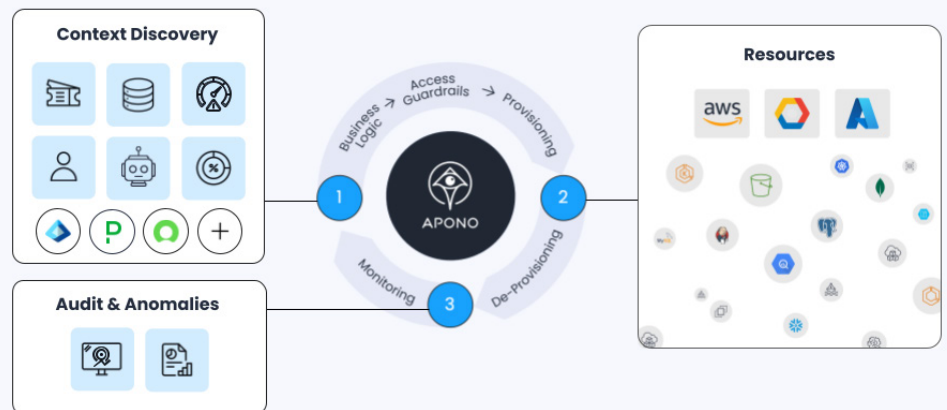 Context Discovery
Audit & Anomalies
Business
Logic
→
Access
Guardrails
→
Provisioning
1
2
3
APONO
De-Provisioning
Monitoring
Resources
aws